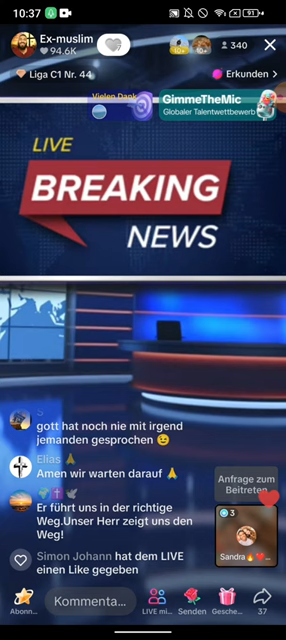 10:37
91
Ex-muslim
94.6K
10+
10+
340
Liga C1 Nr. 44
Erkunden >
Vielen Dank
GimmeTheMic
Globaler Talentwettbewerb
LIVE
BREAKING
NEWS
S
gott hat noch nie mit irgend
jemanden gesprochen 😉
Elias 🙏
Amen wir warten darauf 🙏
Er führt uns in der richtige
Weg.Unser Herr zeigt uns den
Weg!
Anfrage zum
Beitreten
3
Sandra🔥❤️...
Simon Johann hat dem LIVE
einen Like gegeben
Abonn...
Kommenta...
LIVE mi...
Senden
Gesche...
37